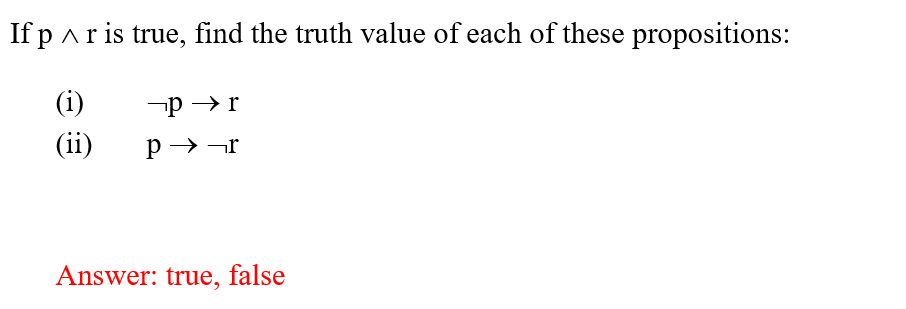 If p ∧ r is true, find the truth value of each of these propositions:
(i) ¬p → r
(ii) p → ¬r
Answer: true, false